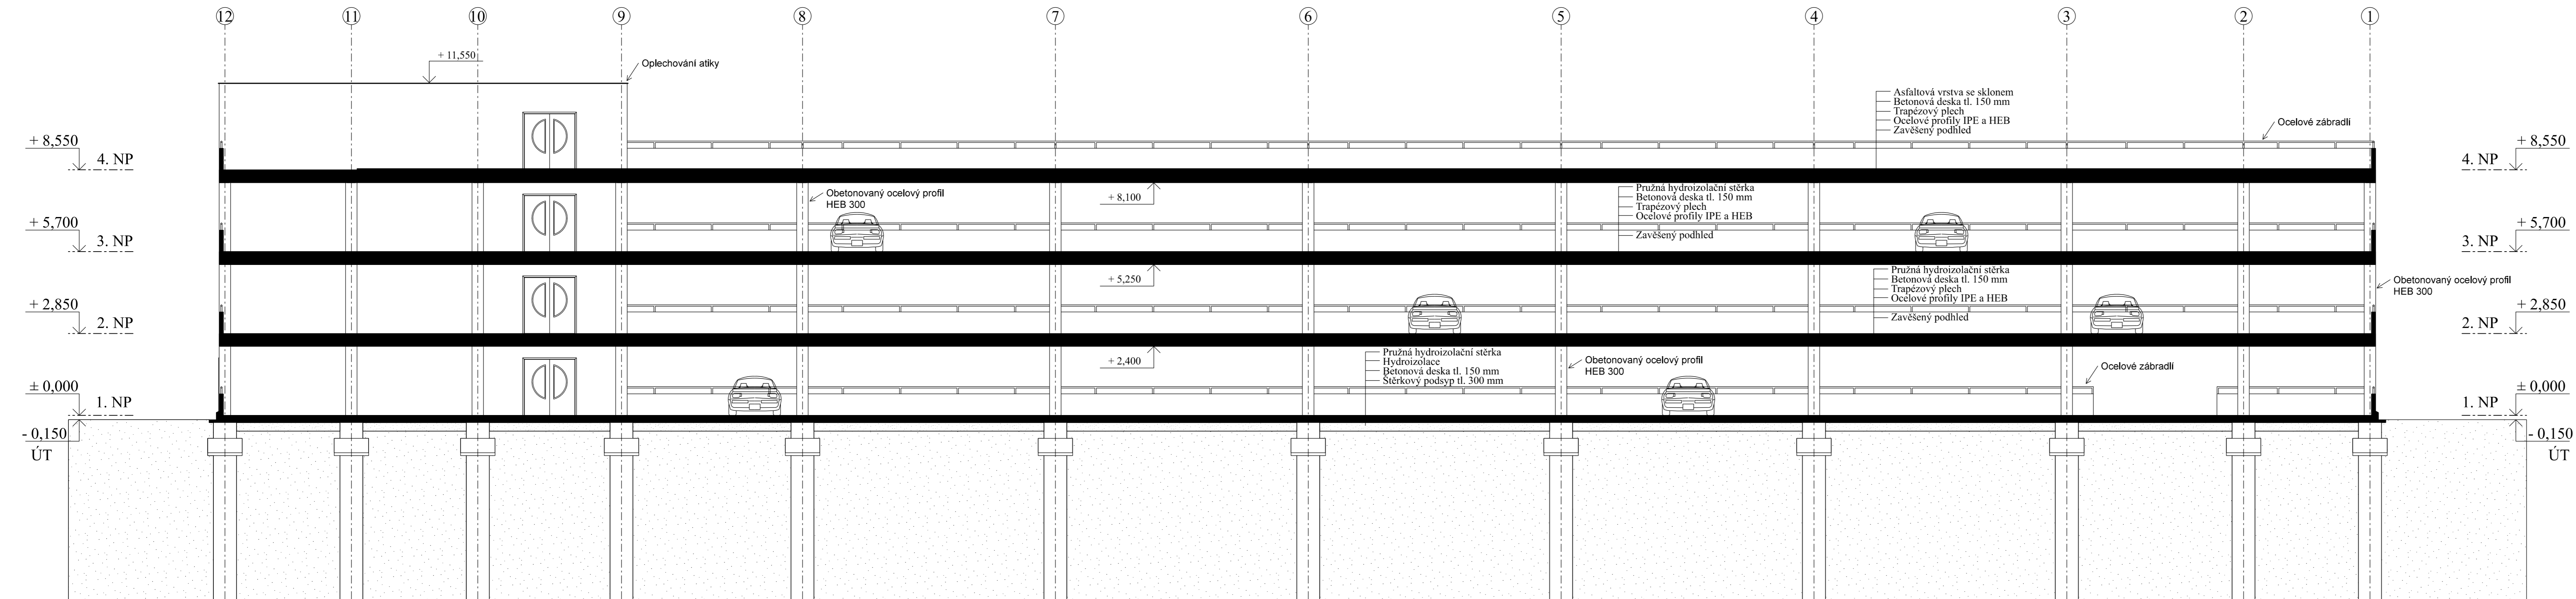 12
11
10
9
8
7
6
5
4
3
2
1
+ 11,550
Oplechování atiky
Asfaltová vrstva se sklonem
Betonová deska tl. 150 mm
Trapézový plech
Ocelové profily IPE a HEB
Zavěšený podhled
Ocelové zábradlí
+ 8,550
4. NP
+ 8,550
4. NP
Obetonovaný ocelový profil
HEB 300
+ 8,100
Pružná hydroizolační stěrka
Betonová deska tl. 150 mm
Trapézový plech
Ocelové profily IPE a HEB
Zavěšený podhled
+ 5,700
3. NP
+ 5,700
3. NP
+ 5,250
Pružná hydroizolační stěrka
Betonová deska tl. 150 mm
Trapézový plech
Ocelové profily IPE a HEB
Zavěšený podhled
Obetonovaný ocelový profil
HEB 300
+ 2,850
2. NP
+ 2,850
2. NP
+ 2,400
Pružná hydroizolační stěrka
Hydroizolace
Betonová deska tl. 150 mm
Štěrkový podsyp tl. 300 mm
Obetonovaný ocelový profil
HEB 300
Ocelové zábradlí
± 0,000
1. NP
± 0,000
1. NP
- 0,150
ÚT
- 0,150
ÚT